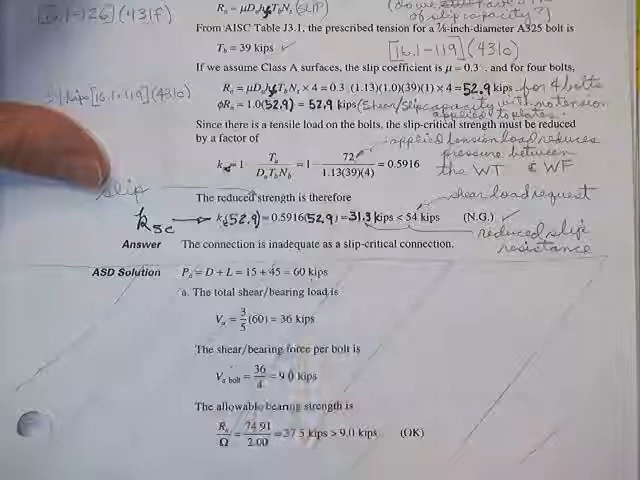 [16.1-126](431F)
Rₙ = μDᵤh𝒻TbNs (SLIP)
of slip capacity?)
From AISC Table J3.1, the prescribed tension for a 7/8-inch-diameter A325 bolt is
Tb = 39 kips ✓ [16.1-119](4310)
If we assume Class A surfaces, the slip coefficient is μ = 0.3, and for four bolts,
[16.1-119](4310)
Rₙ = μDᵤh𝒻TbNs × 4 = 0.3 (1.13)(1.0)(39)(1) × 4 = 52.9 kips for 4 bolts
ϕRₙ = 1.0(52.9) = 52.9 kips (shear/slip capacity with no tension
applied to plates.
Since there is a tensile load on the bolts, the slip-critical strength must be reduced
by a factor of
applied tension load reduces
pressure between
the WT & WF
k = 1 - Tu / DuTbNb = 1 - 72 / 1.13(39)(4) = 0.5916
slip
The reduced strength is therefore
shear load request
ksc → k(52.9) = 0.5916(52.9) = 31.3 kips < 54 kips (N.G.) ✓
reduced slip
resistance
Answer The connection is inadequate as a slip-critical connection.
ASD Solution Pa = D + L = 15 + 45 = 60 kips
a. The total shear/bearing load is
Va = 3/5 (60) = 36 kips
The shear/bearing force per bolt is
Va bolt = 36/4 = 9.0 kips
The allowable bearing strength is
Rn/Ω = 74.91/2.00 = 37.5 kips > 9.0 kips (OK)